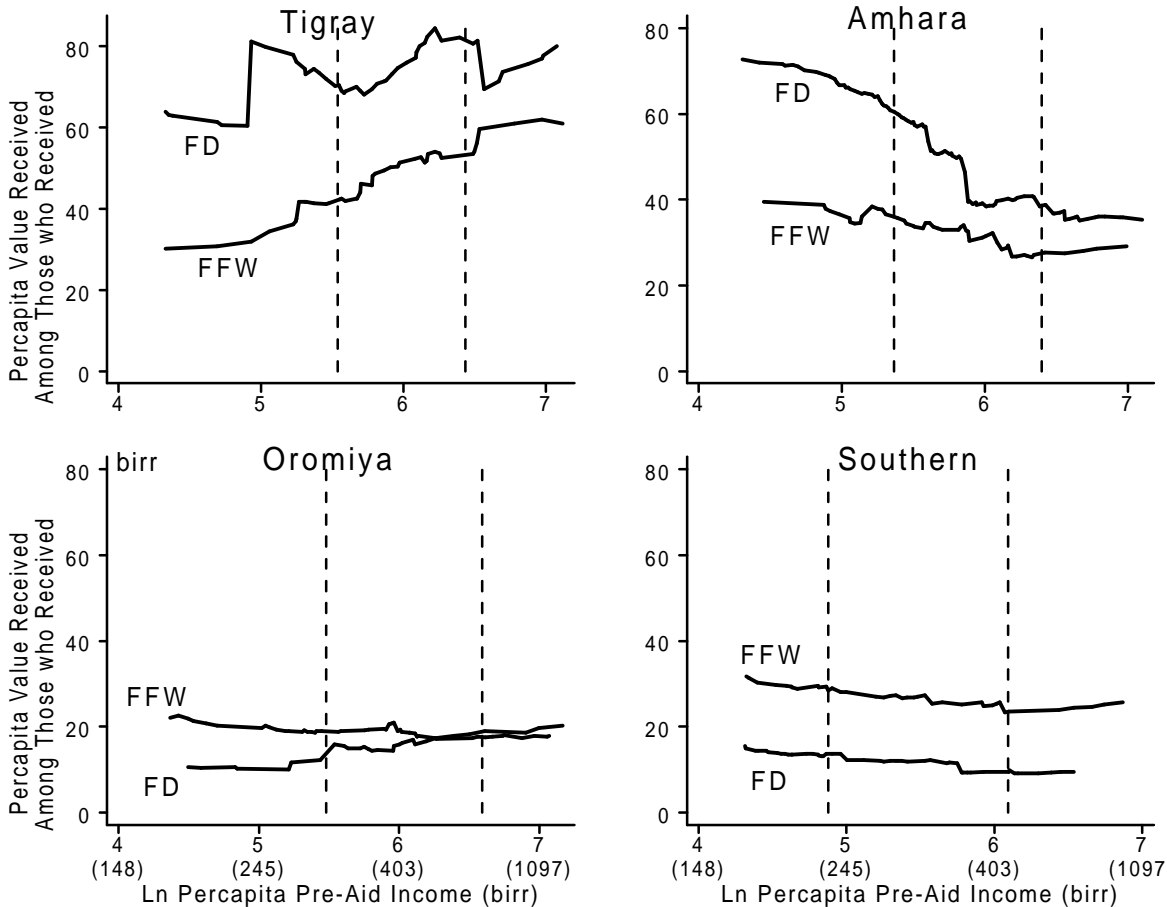 Tigray
80
60
40
20
0
FD
FFW
4 5 6 7
Percapita Value Received
Among Those who Received
Amhara
80
60
40
20
0
FD
FFW
4 5 6 7
birr
Oromiya
80
60
40
20
0
FFW
FD
4 5 6 7
(148) (245) (403) (1097)
Ln Percapita Pre-Aid Income (birr)
Percapita Value Received
Among Those who Received
Southern
80
60
40
20
0
FFW
FD
4 5 6 7
(148) (245) (403) (1097)
Ln Percapita Pre-Aid Income (birr)